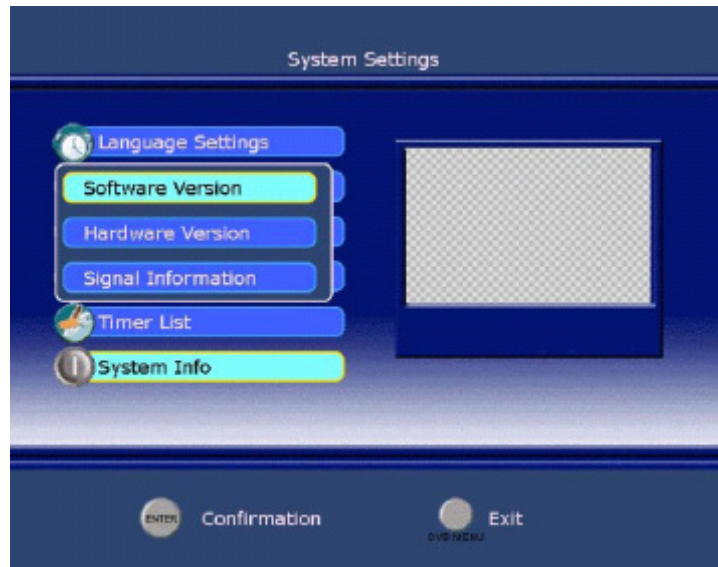 System Settings
Language Settings
Software Version
Hardware Version
Signal Information
Timer List
System Info
ENTER Confirmation
Exit
DVD MENU